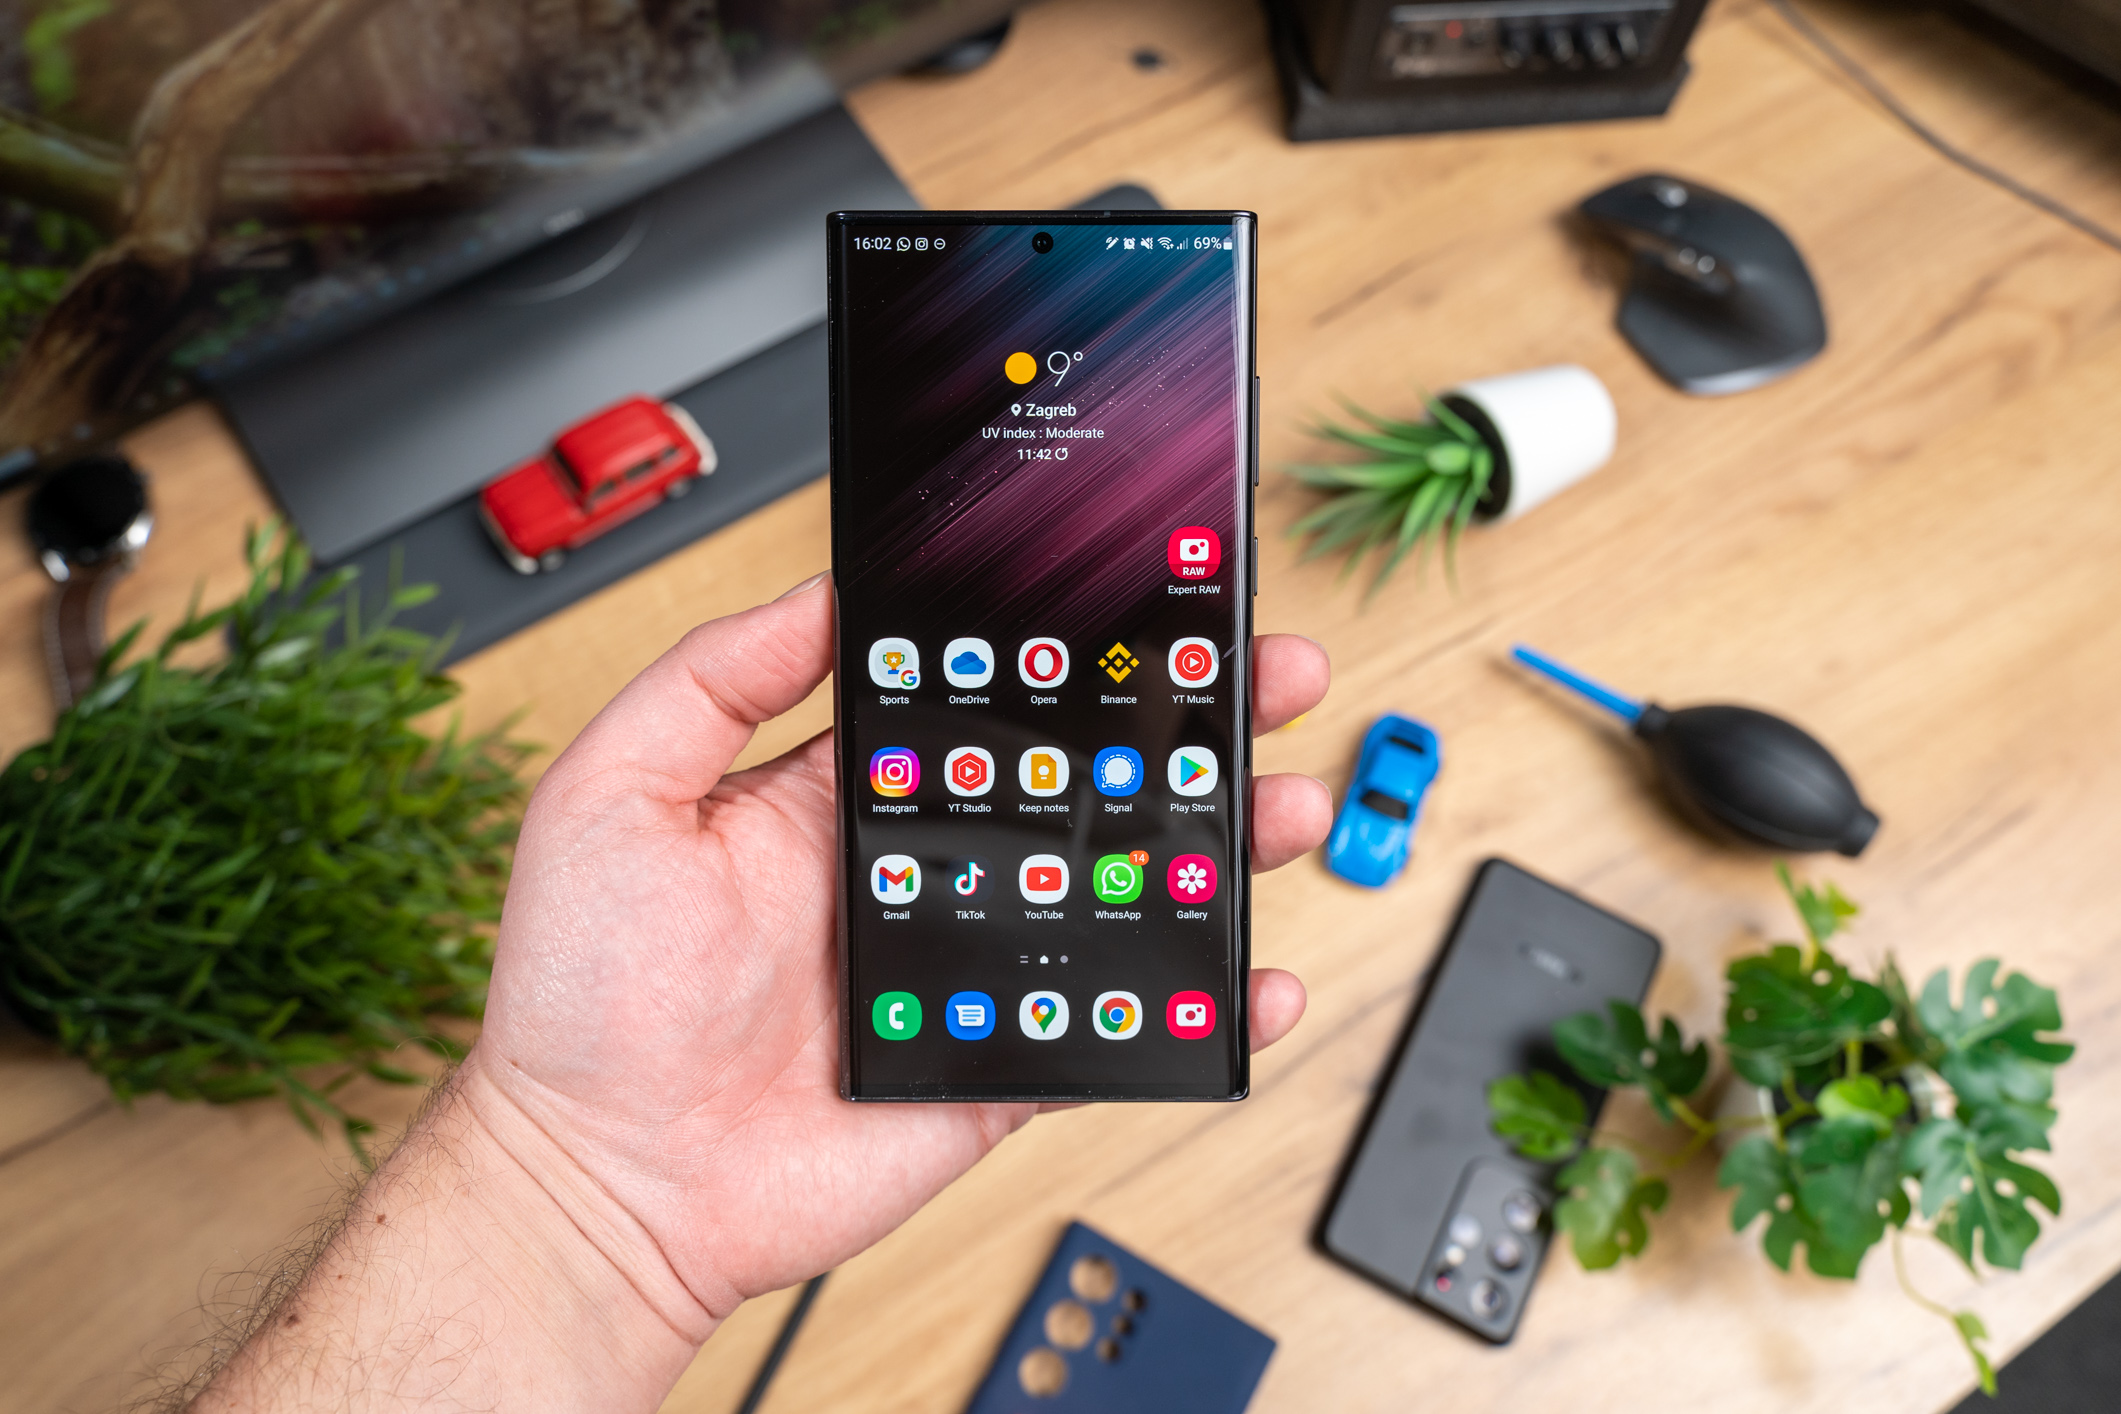 16:02 69%
9°
Zagreb
UV index : Moderate
11:42
RAW
Expert RAW
Sports OneDrive Opera Binance YT Music
Instagram YT Studio Keep notes Signal Play Store
14
Gmail TikTok YouTube WhatsApp Gallery